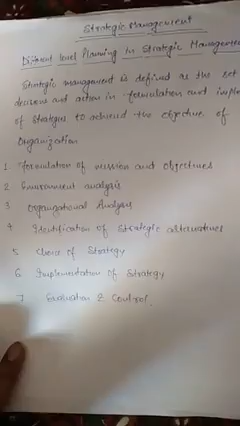 Strategic Management
Different level Planning In Strategic Management
Strategic management is defined as the set
decisions and action in formulation and imple
of strategies to achieved the objective of
Organization
1. Formulation of mission and objectives
2 Environment analysis
3 Organizational Analysis
4 Identification of Strategic alternatives
5. Choice of Strategy
6. Implementation of Strategy
7. Evaluation & Control.